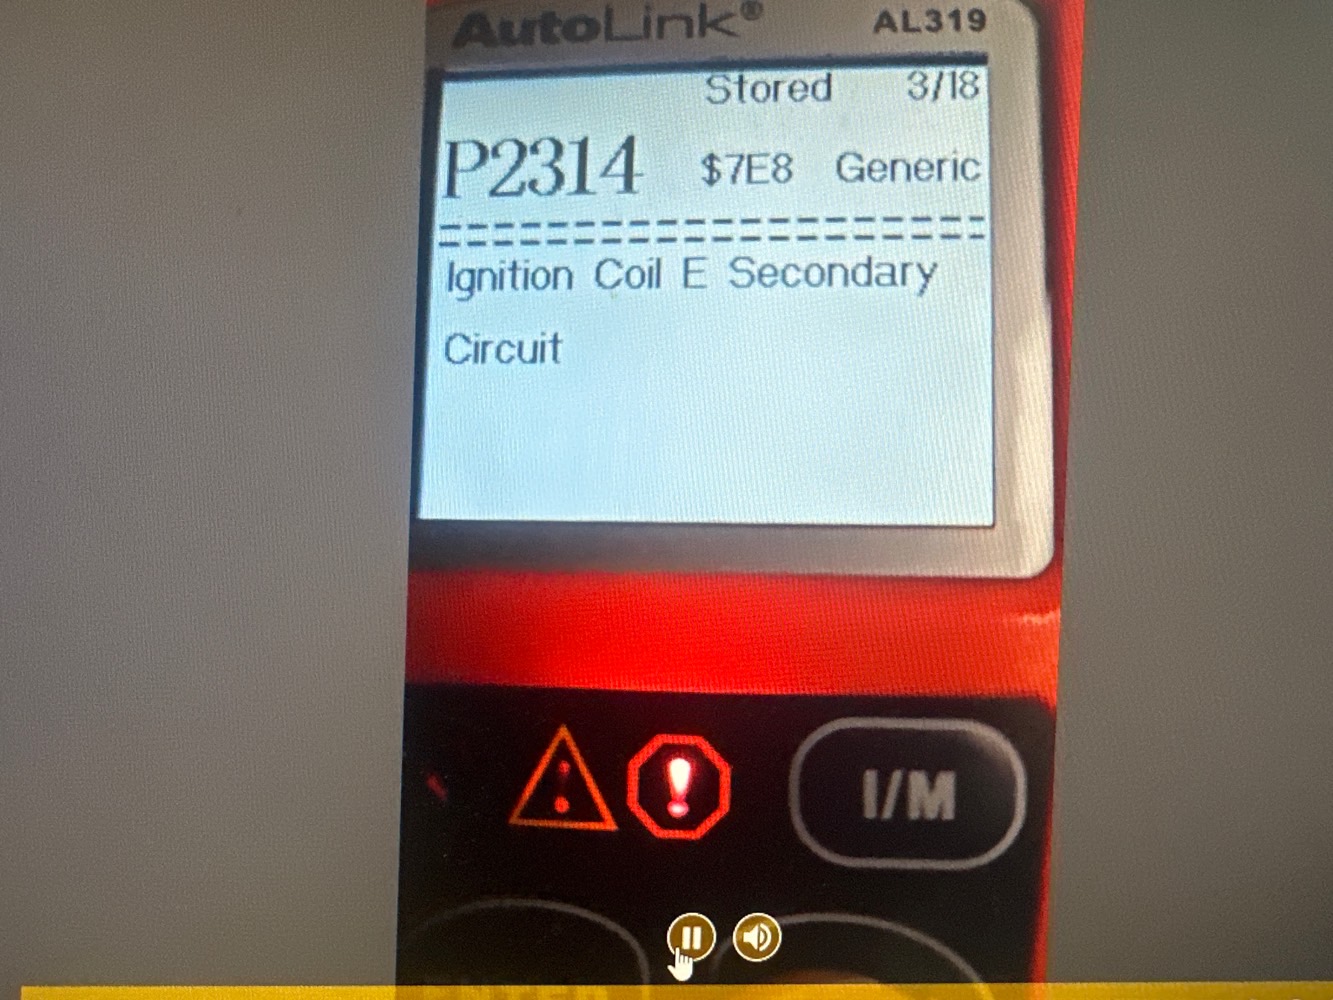 AutoLink® AL319
Stored 3/18
P2314 $7E8 Generic
Ignition Coil E Secondary
Circuit
I/M